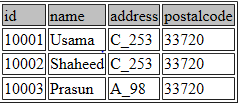 id name address postalcode
10001 Usama C_253 33720
10002 Shaheed C_253 33720
10003 Prasun A_98 33720